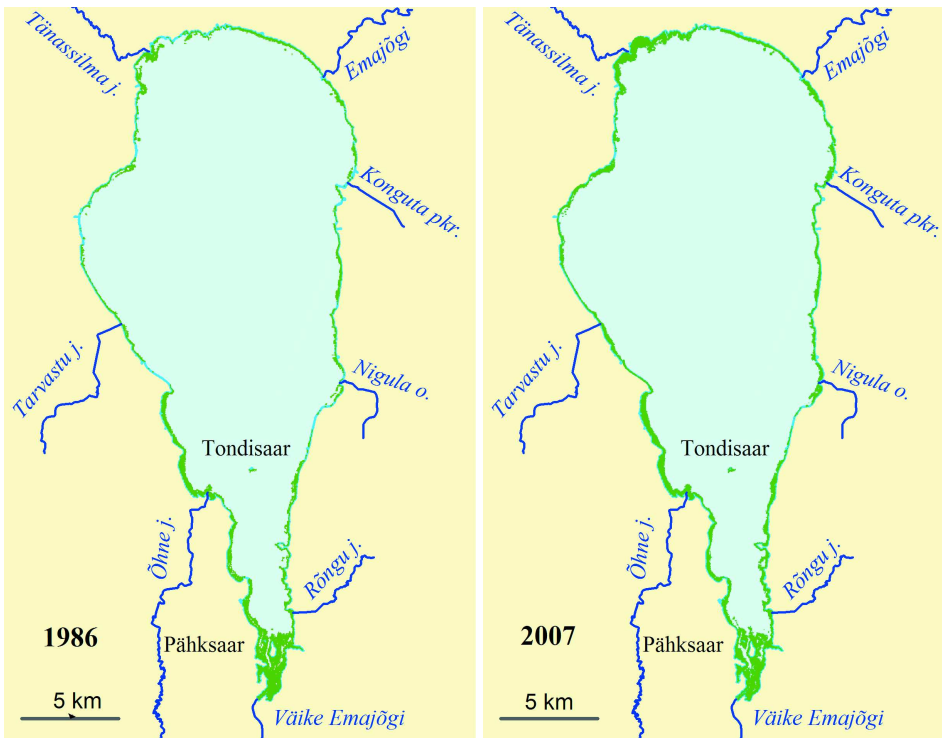 Tänassilma j.
Emajõgi
Konguta pkr.
Tarvastu j.
Nigula o.
Tondisaar
Õhne j.
Rõngu j.
1986
Pähksaar
5 km
Väike Emajõgi
Tänassilma j.
Emajõgi
Konguta pkr.
Tarvastu j.
Nigula o.
Tondisaar
Õhne j.
Rõngu j.
2007
Pähksaar
5 km
Väike Emajõgi